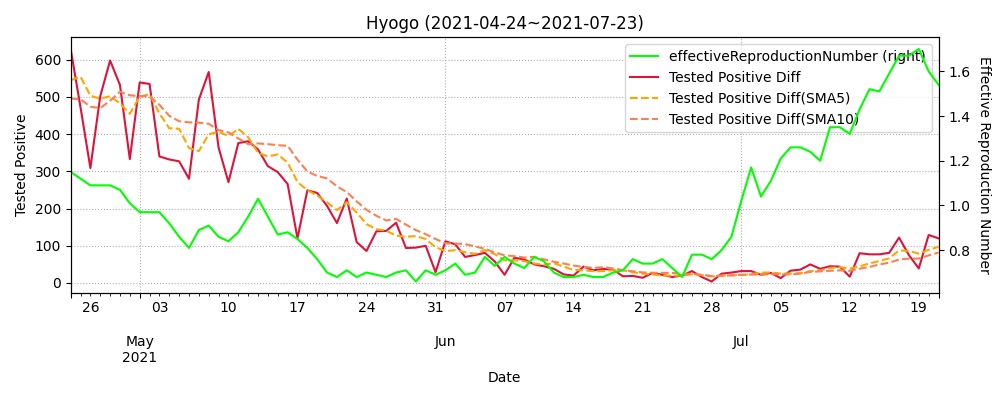 Hyogo (2021-04-24~2021-07-23)
effectiveReproductionNumber (right)
Tested Positive Diff
Tested Positive Diff(SMA5)
Tested Positive Diff(SMA10)
Tested Positive
600
500
400
300
200
100
0
1.6
1.4
1.2
1.0
0.8
Effective Reproduction Number
26 03 10 17 24 31 07 14 21 28 05 12 19
May Jun Jul
2021
Date